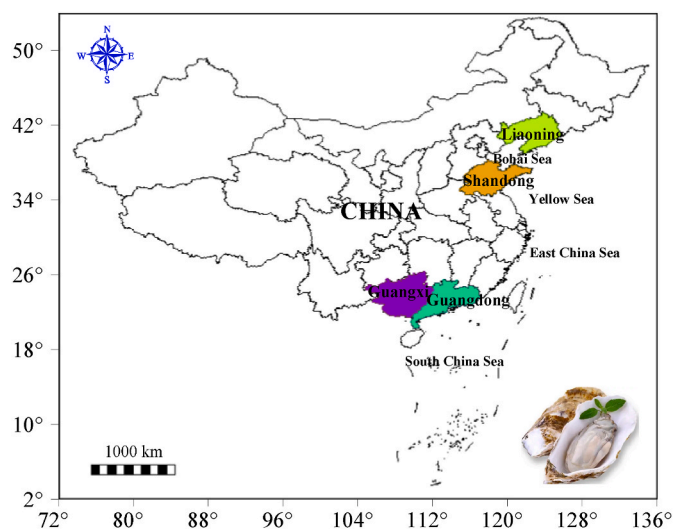 54°
N
W E
S
42°
Liaoning
Bohai Sea
Shandong
34°
Yellow Sea
CHINA
East China Sea
26°
Guangxi
Guangdong
18°
South China Sea
10°
1000 km
2°
72° 80° 88° 96° 104° 112° 120° 128° 136°